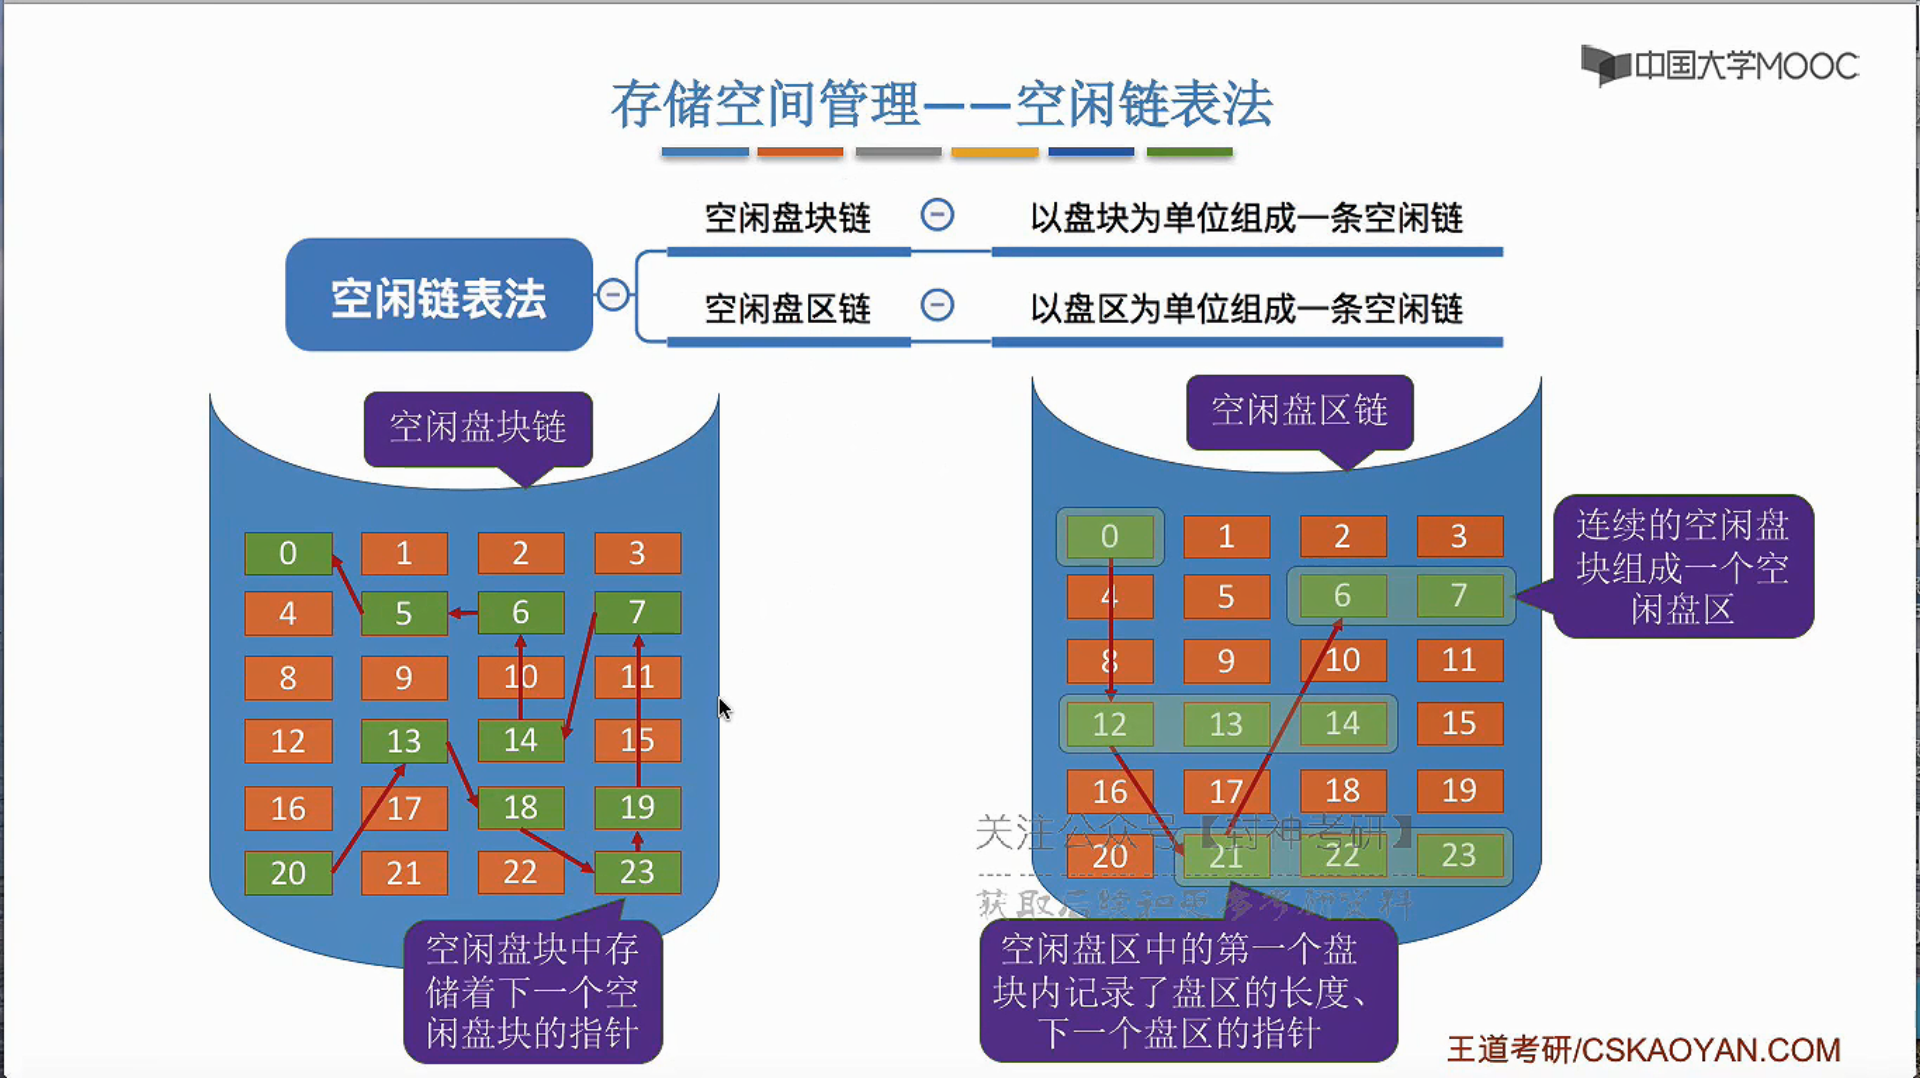 中国大学MOOC
存储空间管理——空闲链表法
空闲链表法
空闲盘块链
以盘块为单位组成一条空闲链
空闲盘区链
以盘区为单位组成一条空闲链
空闲盘块链
0 1 2 3
4 5 6 7
8 9 10 11
12 13 14 15
16 17 18 19
20 21 22 23
空闲盘块中存
储着下一个空
闲盘块的指针
空闲盘区链
0 1 2 3
4 5 6 7
8 9 10 11
12 13 14 15
16 17 18 19
20 21 22 23
连续的空闲盘
块组成一个空
闲盘区
关注公众号【封神考研】
获取后续和更多考研资料
空闲盘区中的第一个盘
块内记录了盘区的长度、
下一个盘区的指针
王道考研/CSKAOYAN.COM